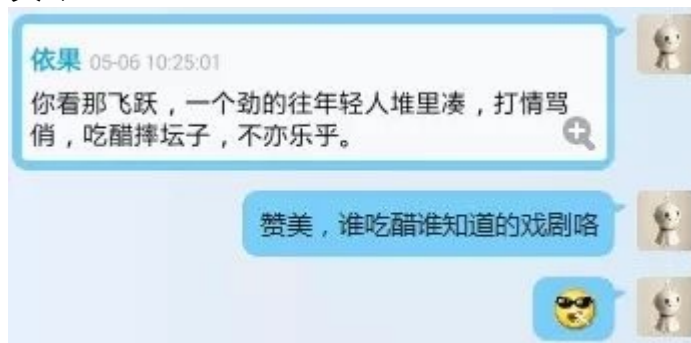 依果 05-06 10:25:01
你看那飞跃，一个劲的往年轻人堆里凑，打情骂
俏，吃醋摔坛子，不亦乐乎。
赞美，谁吃醋谁知道的戏剧咯